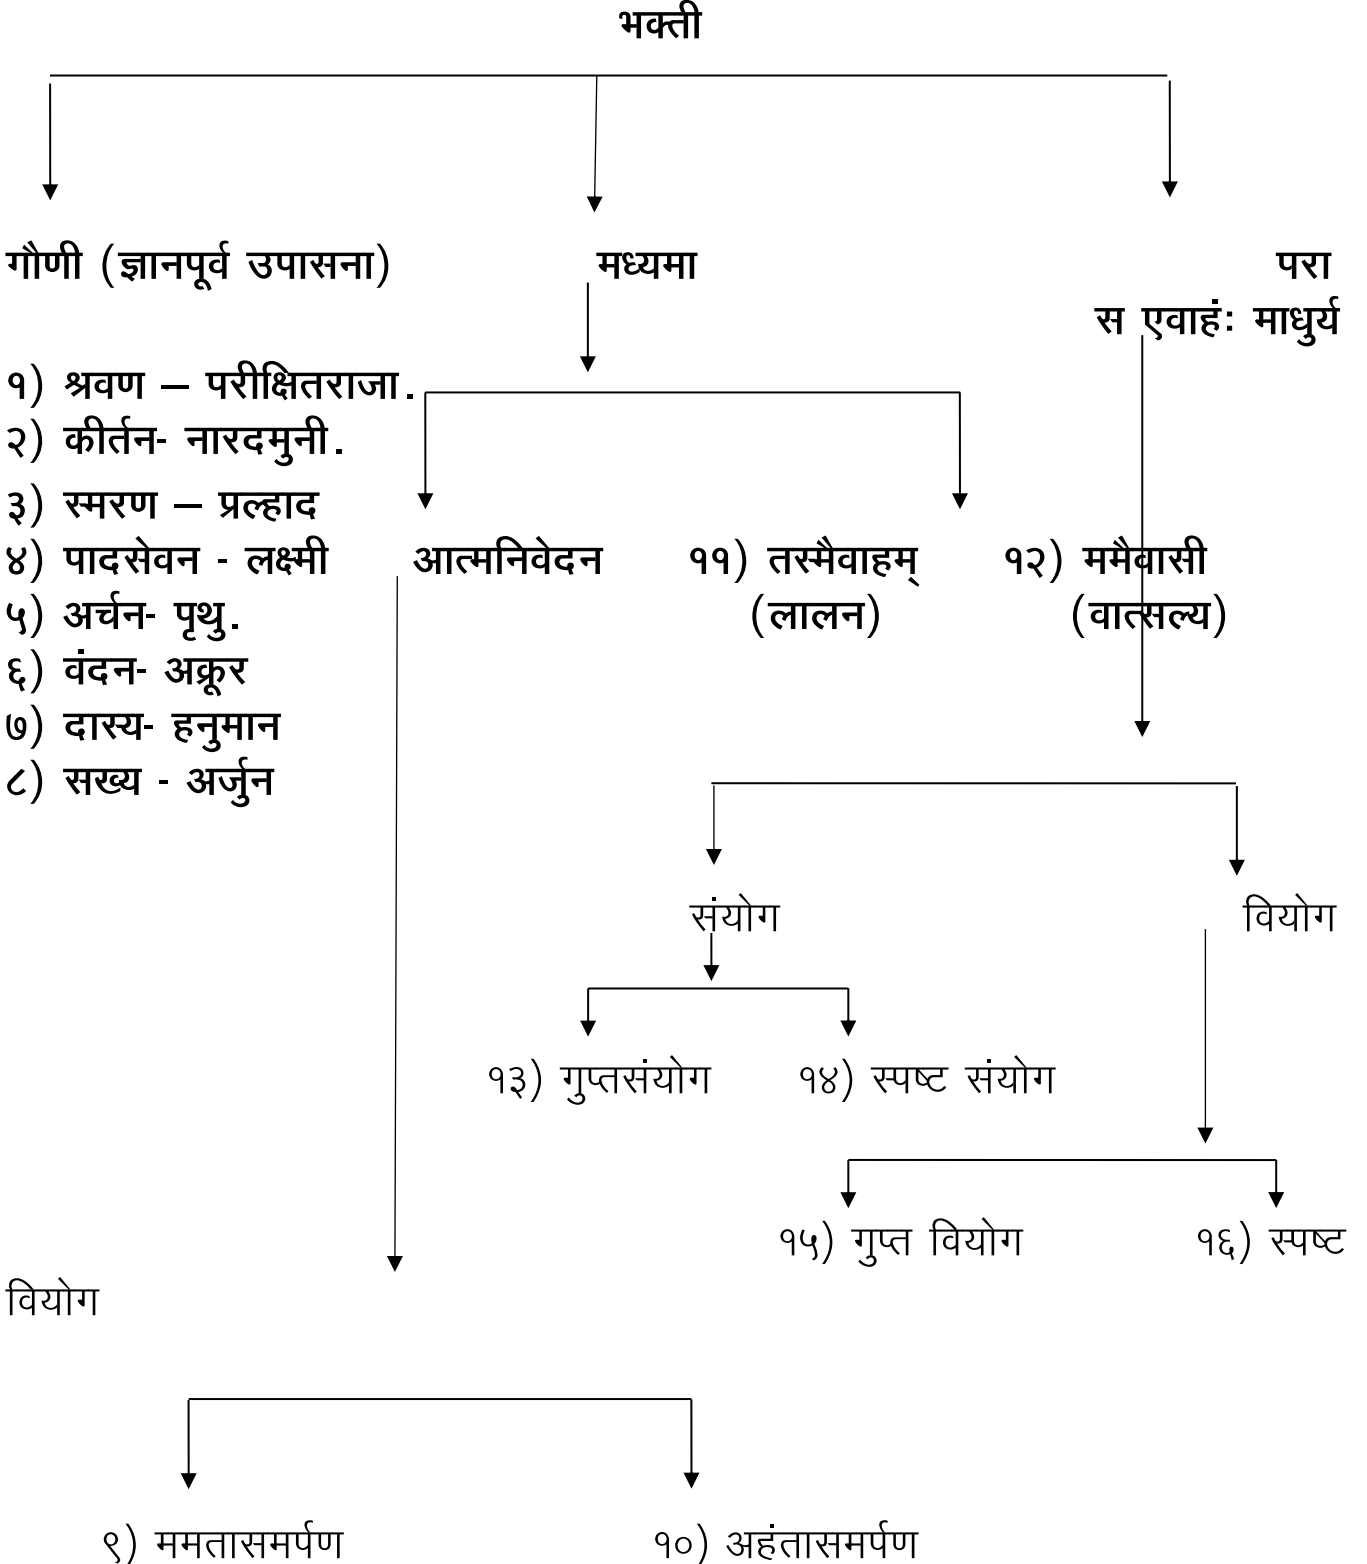 भक्ती
गौणी (ज्ञानपूर्व उपासना) मध्यमा परा
स एवाहं: माधुर्य
१) श्रवण – परीक्षितराजा.
२) कीर्तन- नारदमुनी.
३) स्मरण – प्रल्हाद
४) पादसेवन - लक्ष्मी आत्मनिवेदन ११) तस्मैवाहम् १२) ममैवासी
५) अर्चन- पृथु. (लालन) (वात्सल्य)
६) वंदन- अक्रूर
७) दास्य- हनुमान
८) सख्य - अर्जुन
संयोग वियोग
१३) गुप्तसंयोग १४) स्पष्ट संयोग
१५) गुप्त वियोग १६) स्पष्ट
वियोग
९) ममतासमर्पण १०) अहंतासमर्पण